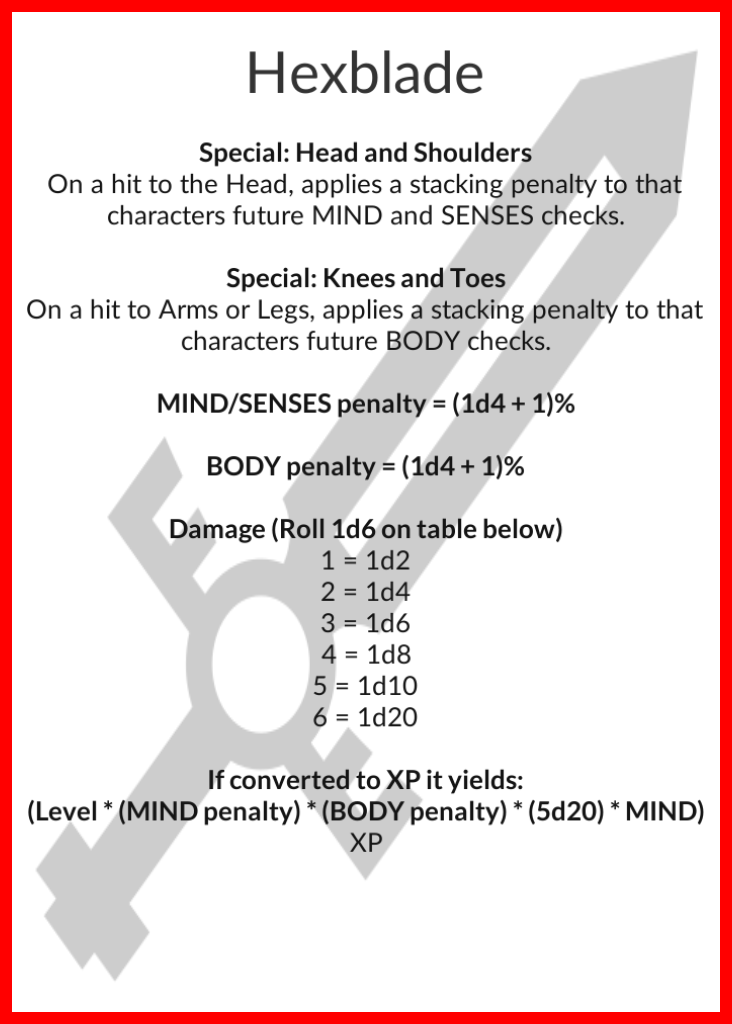 Hexblade
Special: Head and Shoulders
On a hit to the Head, applies a stacking penalty to that
characters future MIND and SENSES checks.
Special: Knees and Toes
On a hit to Arms or Legs, applies a stacking penalty to that
characters future BODY checks.
MIND/SENSES penalty = (1d4 + 1)%
BODY penalty = (1d4 + 1)%
Damage (Roll 1d6 on table below)
1 = 1d2
2 = 1d4
3 = 1d6
4 = 1d8
5 = 1d10
6 = 1d20
If converted to XP it yields:
(Level * (MIND penalty) * (BODY penalty) * (5d20) * MIND)
XP